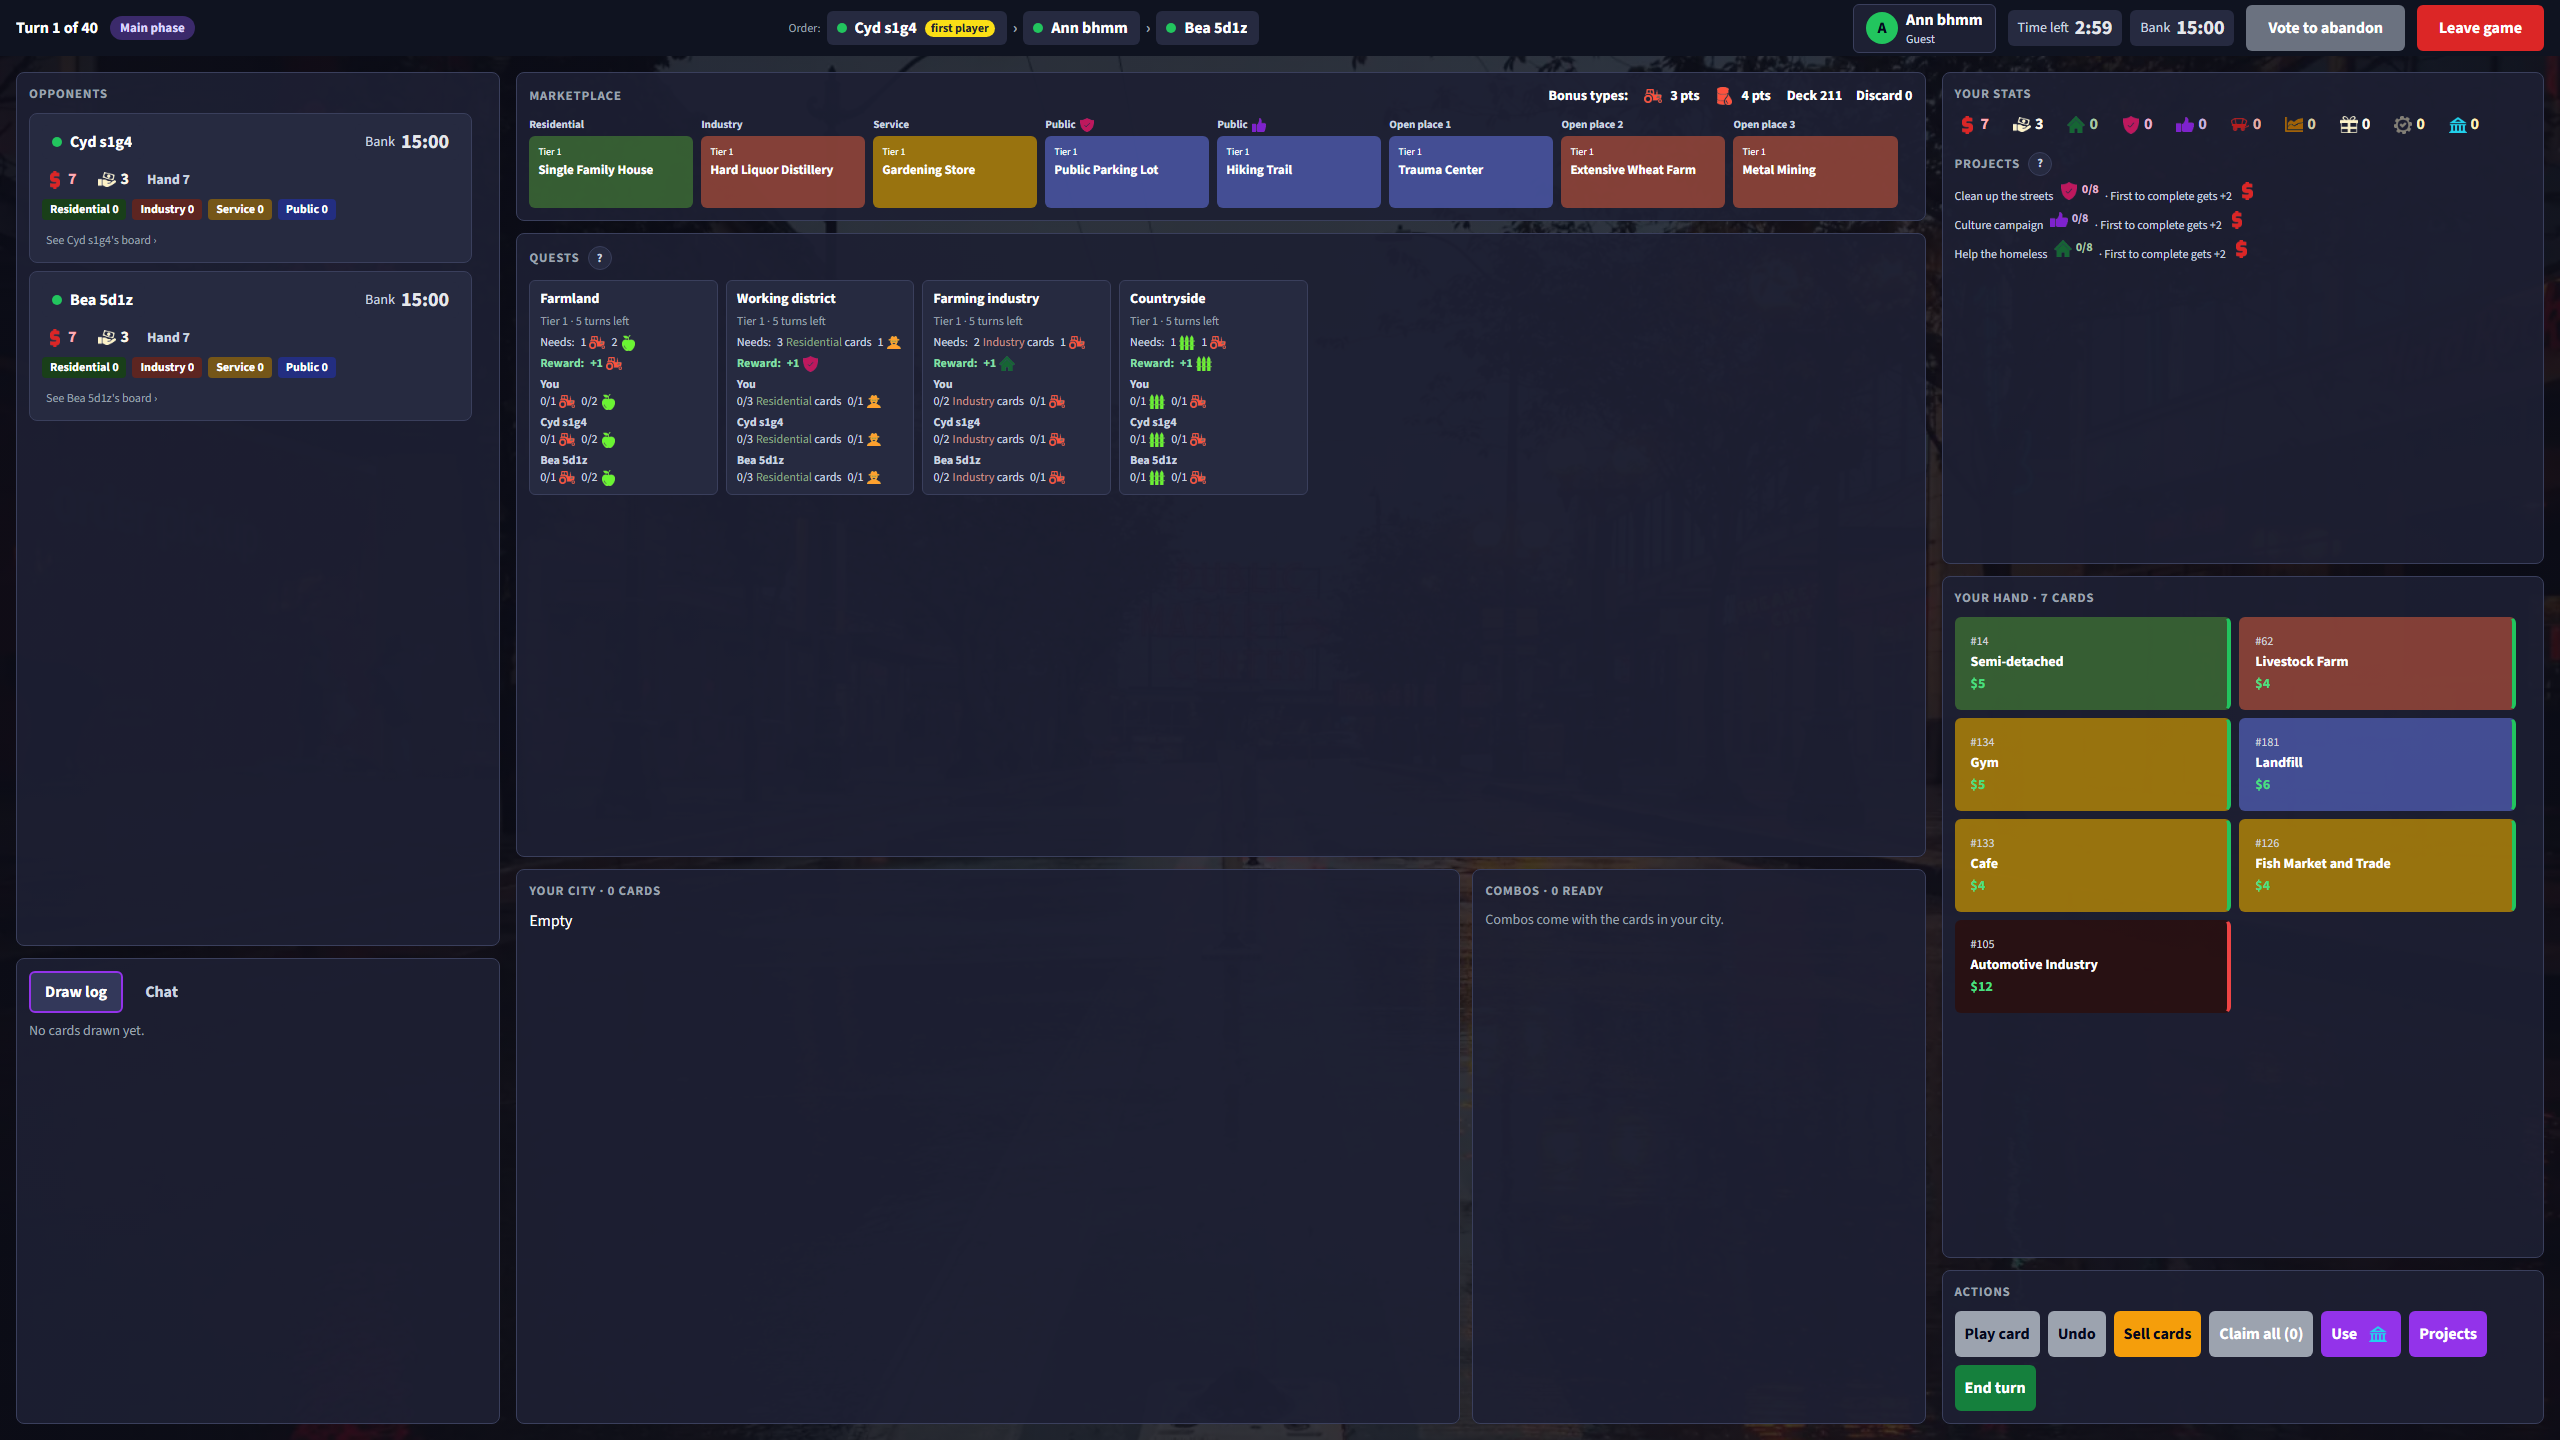 Turn 1 of 40 Main phase
Order: Cyd s1g4 first player › Ann bhmm › Bea 5d1z
A Ann bhmm
Guest
Time left 2:59
Bank 15:00
Vote to abandon
Leave game
OPPONENTS
Cyd s1g4 Bank 15:00
7 3 Hand 7
Residential 0 Industry 0 Service 0 Public 0
See Cyd s1g4's board ›
Bea 5d1z Bank 15:00
7 3 Hand 7
Residential 0 Industry 0 Service 0 Public 0
See Bea 5d1z's board ›
Draw log Chat
No cards drawn yet.
MARKETPLACE
Bonus types: 3 pts 4 pts Deck 211 Discard 0
Residential
Tier 1
Single Family House
Industry
Tier 1
Hard Liquor Distillery
Service
Tier 1
Gardening Store
Public
Tier 1
Public Parking Lot
Public
Tier 1
Hiking Trail
Open place 1
Tier 1
Trauma Center
Open place 2
Tier 1
Extensive Wheat Farm
Open place 3
Tier 1
Metal Mining
QUESTS ?
Farmland
Tier 1 · 5 turns left
Needs: 1 2
Reward: +1
You
0/1 0/2
Cyd s1g4
0/1 0/2
Bea 5d1z
0/1 0/2
Working district
Tier 1 · 5 turns left
Needs: 3 Residential cards 1
Reward: +1
You
0/3 Residential cards 0/1
Cyd s1g4
0/3 Residential cards 0/1
Bea 5d1z
0/3 Residential cards 0/1
Farming industry
Tier 1 · 5 turns left
Needs: 2 Industry cards 1
Reward: +1
You
0/2 Industry cards 0/1
Cyd s1g4
0/2 Industry cards 0/1
Bea 5d1z
0/2 Industry cards 0/1
Countryside
Tier 1 · 5 turns left
Needs: 1 1
Reward: +1
You
0/1 0/1
Cyd s1g4
0/1 0/1
Bea 5d1z
0/1 0/1
YOUR CITY · 0 CARDS
Empty
COMBOS · 0 READY
Combos come with the cards in your city.
YOUR STATS
$ 7 3 0 0 0 0 0 0 0 0
PROJECTS ?
Clean up the streets 0/8 · First to complete gets +2 $
Culture campaign 0/8 · First to complete gets +2 $
Help the homeless 0/8 · First to complete gets +2 $
YOUR HAND · 7 CARDS
#14
Semi-detached
$5
#62
Livestock Farm
$4
#134
Gym
$5
#181
Landfill
$6
#133
Cafe
$4
#126
Fish Market and Trade
$4
#105
Automotive Industry
$12
ACTIONS
Play card Undo Sell cards Claim all (0) Use Projects
End turn